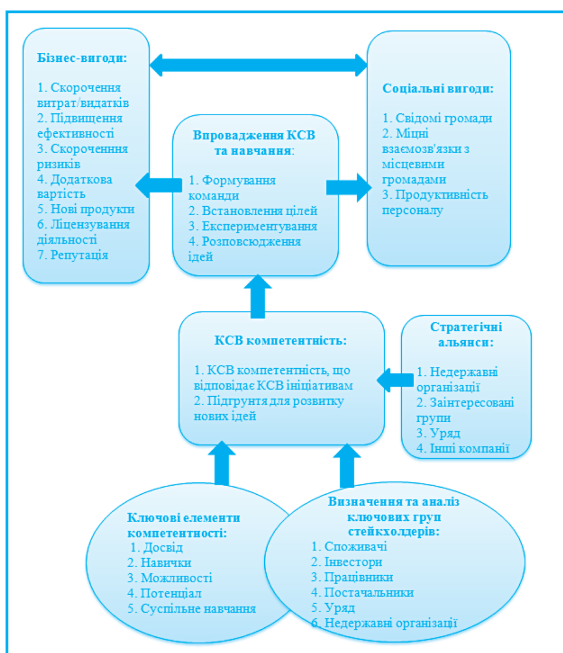 Бізнес-вигоди:
1. Скорочення
витрат/видатків
2. Підвищення
ефективності
3. Скорочення
ризиків
4. Додаткова
вартість
5. Нові продукти
6. Ліцензування
діяльності
7. Репутація
Впровадження КСВ
та навчання:
1. Формування
команди
2. Встановлення цілей
3. Експериментування
4. Розповсюдження
ідей
Соціальні вигоди:
1. Свідомі громади
2. Міцні
взаємозв'язки з
місцевими
громадами
3. Продуктивність
персоналу
КСВ компетентність:
1. КСВ компетентність, що
відповідає КСВ ініціативам
2. Підгрунтя для розвитку
нових ідей
Стратегічні
альянси:
1. Недержавні
організації
2. Заінтересовані
групи
3. Уряд
4. Інші компанії
Ключові елементи
компетентності:
1. Досвід
2. Навички
3. Можливості
4. Потенціал
5. Суспільне навчання
Визначення та аналіз
ключових груп
стейкхолдерів:
1. Споживачі
2. Інвестори
3. Працівники
4. Постачальники
5. Уряд
6. Недержавні організації